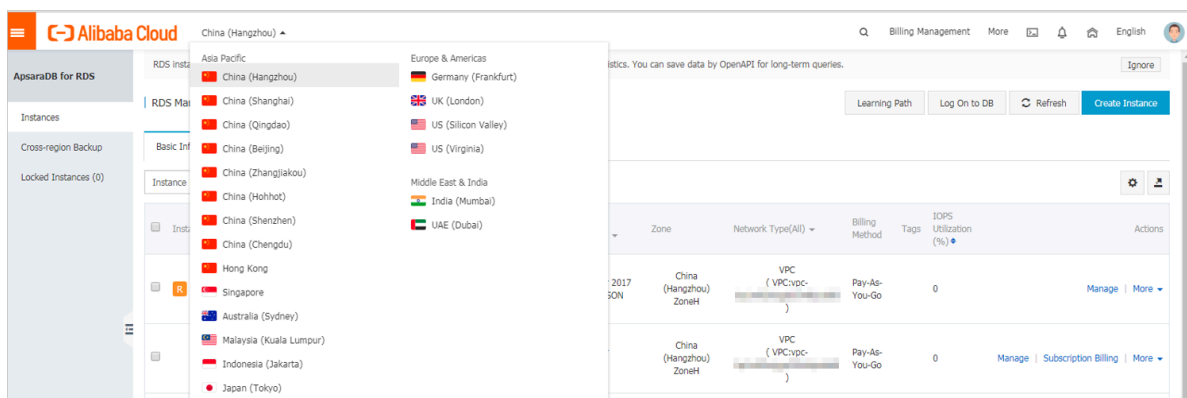 Alibaba Cloud
China (Hangzhou)
Billing Management
More
English
ApsaraDB for RDS
Instances
Cross-region Backup
Locked Instances (0)
RDS insta
istics. You can save data by OpenAPI for long-term queries.
Ignore
RDS Mar
Learning Path
Log On to DB
Refresh
Create Instance
Basic Inf
Instance
Asia Pacific
China (Hangzhou)
China (Shanghai)
China (Qingdao)
China (Beijing)
China (Zhangjiakou)
China (Hohhot)
China (Shenzhen)
China (Chengdu)
Hong Kong
Singapore
Australia (Sydney)
Malaysia (Kuala Lumpur)
Indonesia (Jakarta)
Japan (Tokyo)
Europe & Americas
Germany (Frankfurt)
UK (London)
US (Silicon Valley)
US (Virginia)
Middle East & India
India (Mumbai)
UAE (Dubai)
Insta
Zone
Network Type(All)
Billing
Method
Tags
IOPS
Utilization
(%)
Actions
R
2017
SON
China
(Hangzhou)
ZoneH
VPC
( VPC:vpc-
)
Pay-As-
You-Go
0
Manage | More
China
(Hangzhou)
ZoneH
VPC
( VPC:vpc-
)
Pay-As-
You-Go
0
Manage | Subscription Billing | More